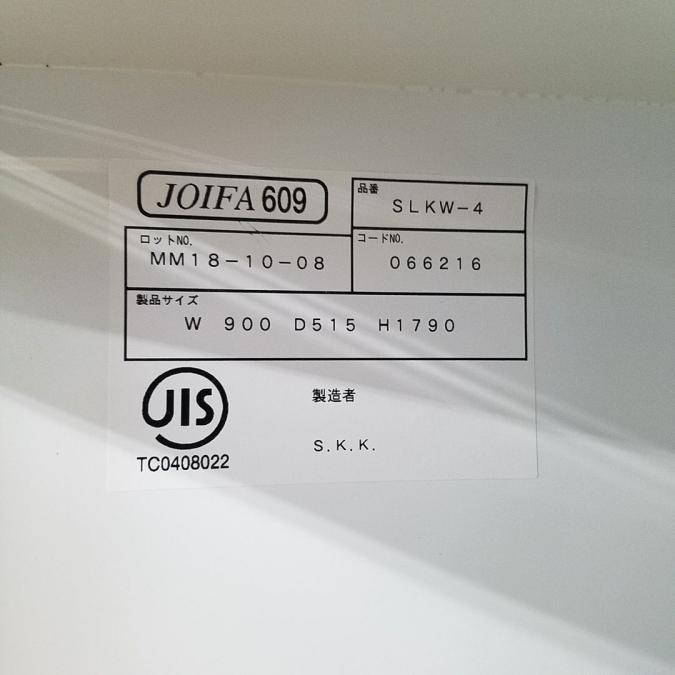 JOIFA 609
品番
SLKW-4
ロットNO.
MM18-10-08
コードNO.
066216
製品サイズ
W 900 D515 H1790
JIS
TC0408022
製造者
S.K.K.